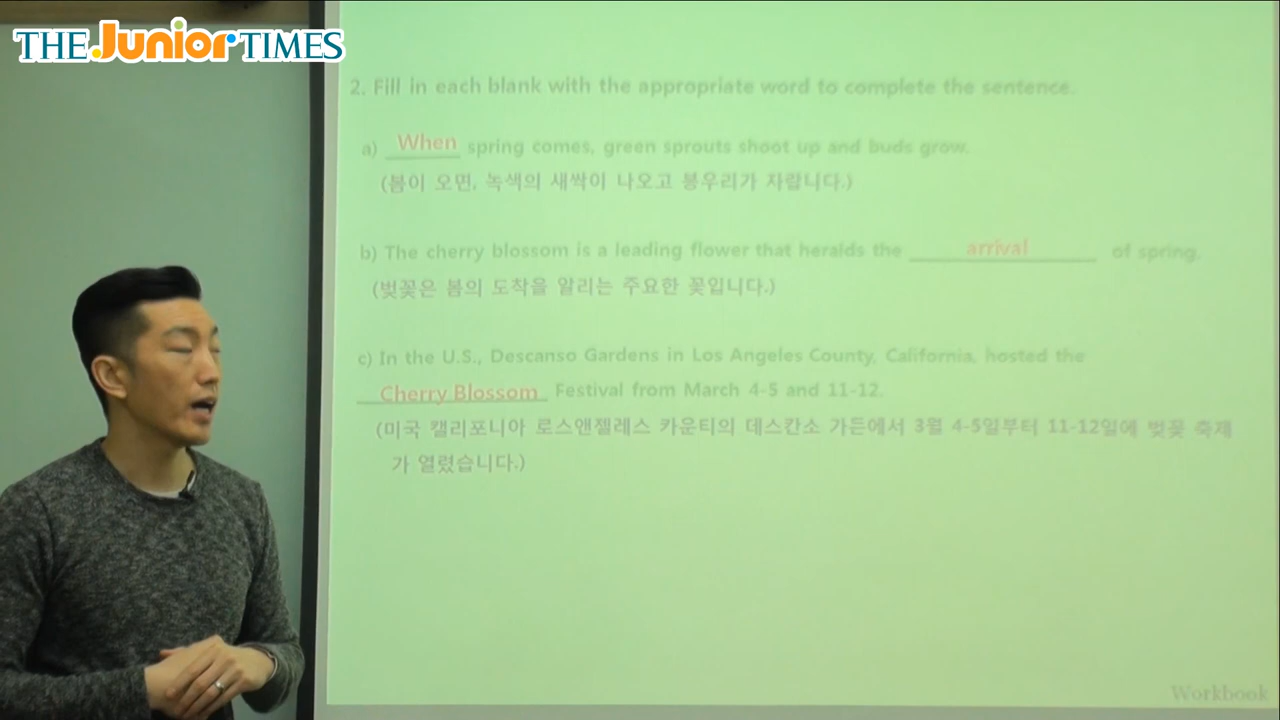 THE Junior TIMES
2. Fill in each blank with the appropriate word to complete the sentence.
a) When spring comes, green sprouts shoot up and buds grow.
(봄이 오면, 녹색의 새싹이 나오고 봉우리가 자랍니다.)
b) The cherry blossom is a leading flower that heralds the arrival of spring.
(벚꽃은 봄의 도착을 알리는 주요한 꽃입니다.)
c) In the U.S., Descanso Gardens in Los Angeles County, California, hosted the
Cherry Blossom Festival from March 4-5 and 11-12.
(미국 캘리포니아 로스앤젤레스 카운티의 데스칸소 가든에서 3월 4-5일부터 11-12일에 벚꽃 축제
가 열렸습니다.)
Workbook